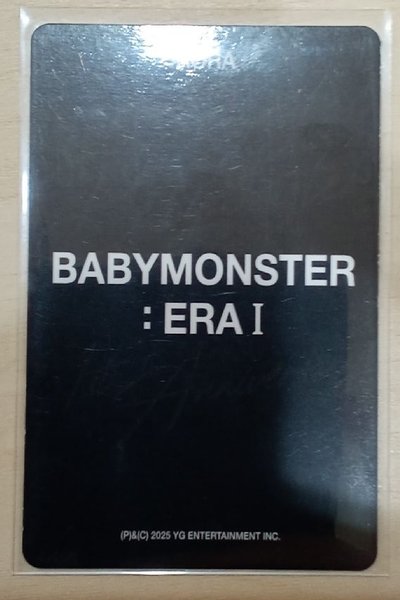 BABYMONSTER
: ERA I
(P)&(C) 2025 YG ENTERTAINMENT INC.